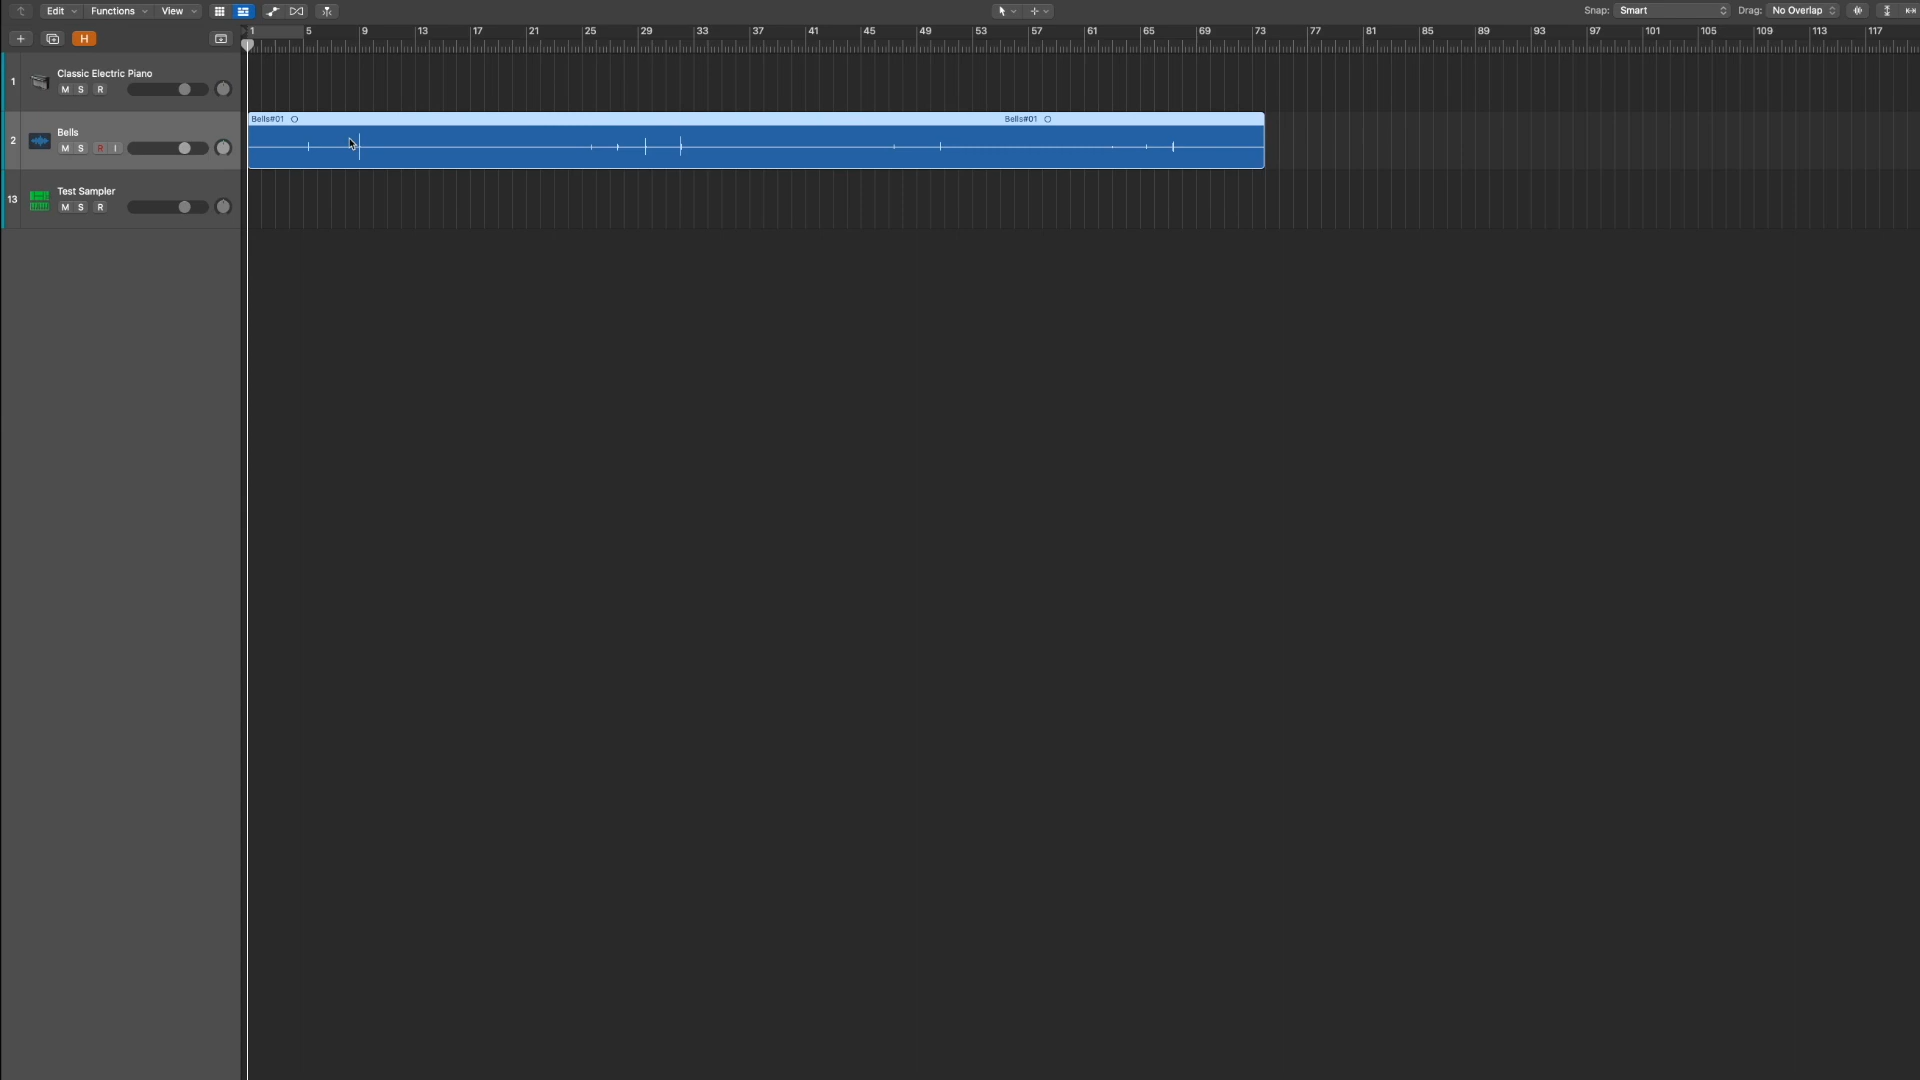 Edit Functions View Snap: Smart Drag: No Overlap
H 1 5 9 13 17 21 25 29 33 37 41 45 49 53 57 61 65 69 73 77 81 85 89 93 97 101 105 109 113 117
1 Classic Electric Piano
M S R
Bells#01 Bells#01
2 Bells
M S R I
13 Test Sampler
M S R